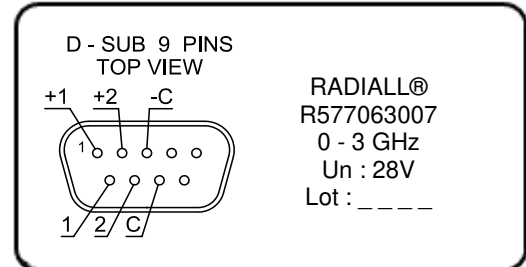 D - SUB 9 PINS
TOP VIEW
+1 +2 -C
1
1 2 C
RADIALL®
R577063007
0 - 3 GHz
Un : 28V
Lot : _ _ _ _